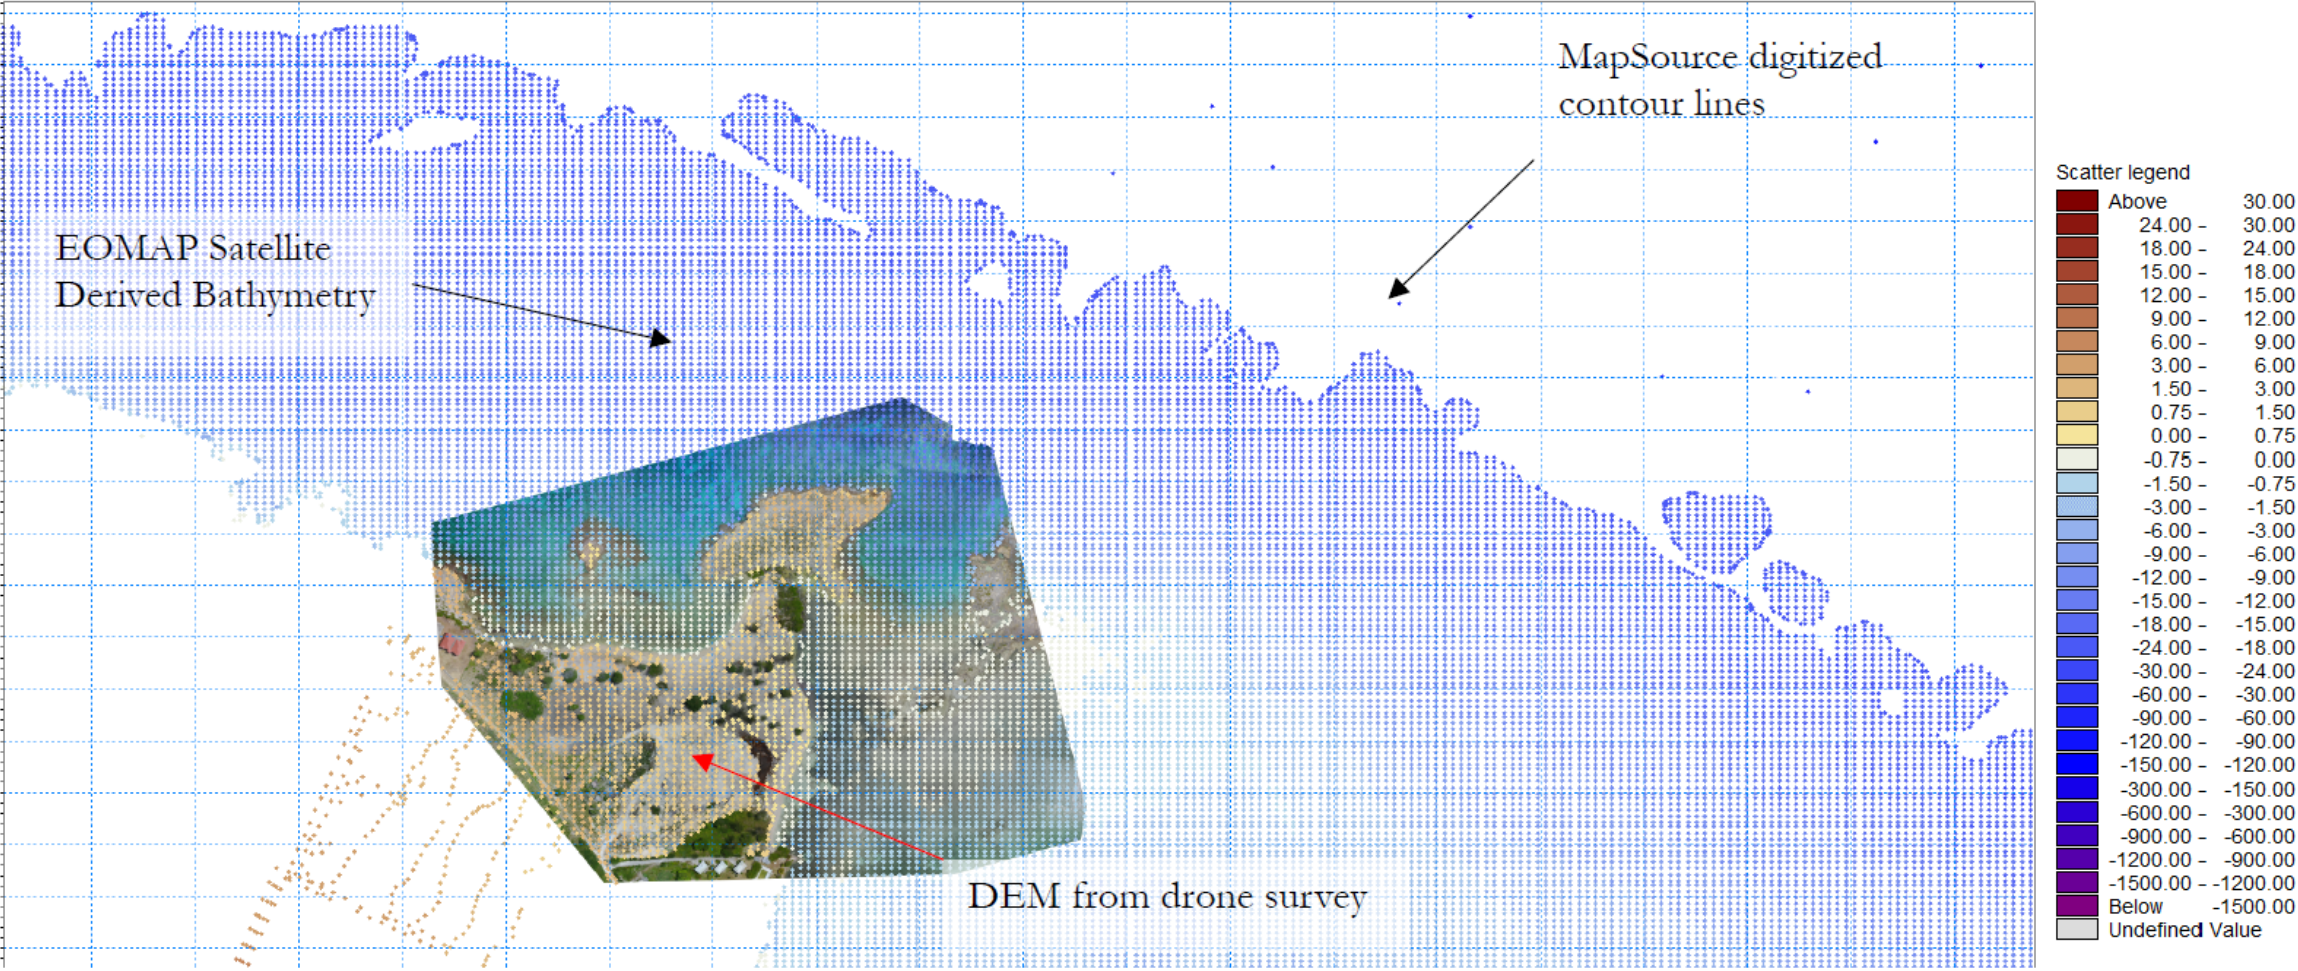 MapSource digitized
contour lines
EOMAP Satellite
Derived Bathymetry
DEM from drone survey
Scatter legend
Above 30.00
24.00 - 30.00
18.00 - 24.00
15.00 - 18.00
12.00 - 15.00
9.00 - 12.00
6.00 - 9.00
3.00 - 6.00
1.50 - 3.00
0.75 - 1.50
0.00 - 0.75
-0.75 - 0.00
-1.50 - -0.75
-3.00 - -1.50
-6.00 - -3.00
-9.00 - -6.00
-12.00 - -9.00
-15.00 - -12.00
-18.00 - -15.00
-24.00 - -18.00
-30.00 - -24.00
-60.00 - -30.00
-90.00 - -60.00
-120.00 - -90.00
-150.00 - -120.00
-300.00 - -150.00
-600.00 - -300.00
-900.00 - -600.00
-1200.00 - -900.00
-1500.00 - -1200.00
Below -1500.00
Undefined Value